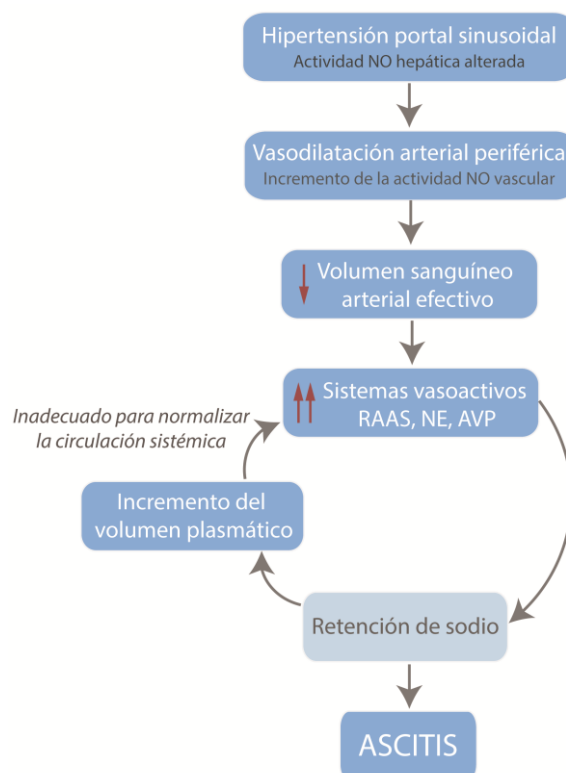 Hipertensión portal sinusoidal
Actividad NO hepática alterada
Vasodilatación arterial periférica
Incremento de la actividad NO vascular
Volumen sanguíneo
arterial efectivo
Sistemas vasoactivos
RAAS, NE, AVP
Inadecuado para normalizar
la circulación sistémica
Incremento del
volumen plasmático
Retención de sodio
ASCITIS